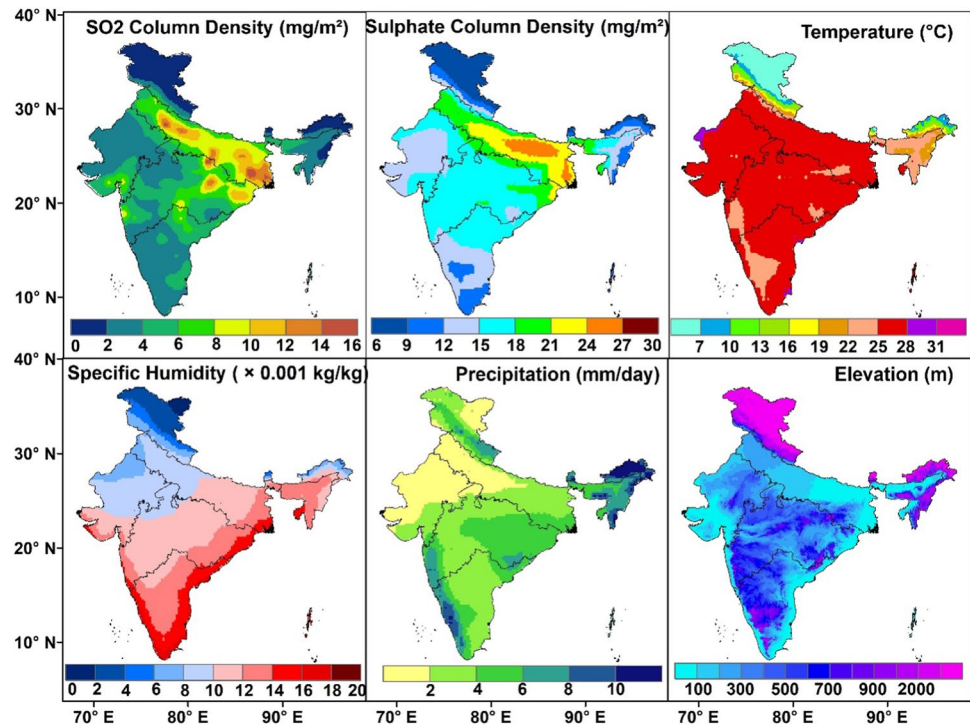 40° N
SO2 Column Density (mg/m²)
Sulphate Column Density (mg/m²)
Temperature (°C)
30° N
20° N
10° N
0 2 4 6 8 10 12 14 16
6 9 12 15 18 21 24 27 30
7 10 13 16 19 22 25 28 31
40° N
Specific Humidity ( × 0.001 kg/kg)
Precipitation (mm/day)
Elevation (m)
30° N
20° N
10° N
0 2 4 6 8 10 12 14 16 18 20
2 4 6 8 10
100 300 500 700 900 2000
70° E 80° E 90° E
70° E 80° E 90° E
70° E 80° E 90° E